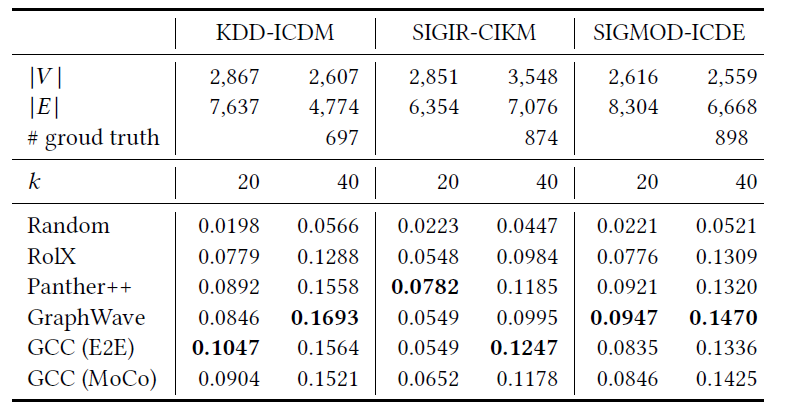 KDD-ICDM SIGIR-CIKM SIGMOD-ICDE
|V| 2,867 2,607 2,851 3,548 2,616 2,559
|E| 7,637 4,774 6,354 7,076 8,304 6,668
# groud truth 697 874 898
k 20 40 20 40 20 40
Random 0.0198 0.0566 0.0223 0.0447 0.0221 0.0521
RolX 0.0779 0.1288 0.0548 0.0984 0.0776 0.1309
Panther++ 0.0892 0.1558 0.0782 0.1185 0.0921 0.1320
GraphWave 0.0846 0.1693 0.0549 0.0995 0.0947 0.1470
GCC (E2E) 0.1047 0.1564 0.0549 0.1247 0.0835 0.1336
GCC (MoCo) 0.0904 0.1521 0.0652 0.1178 0.0846 0.1425